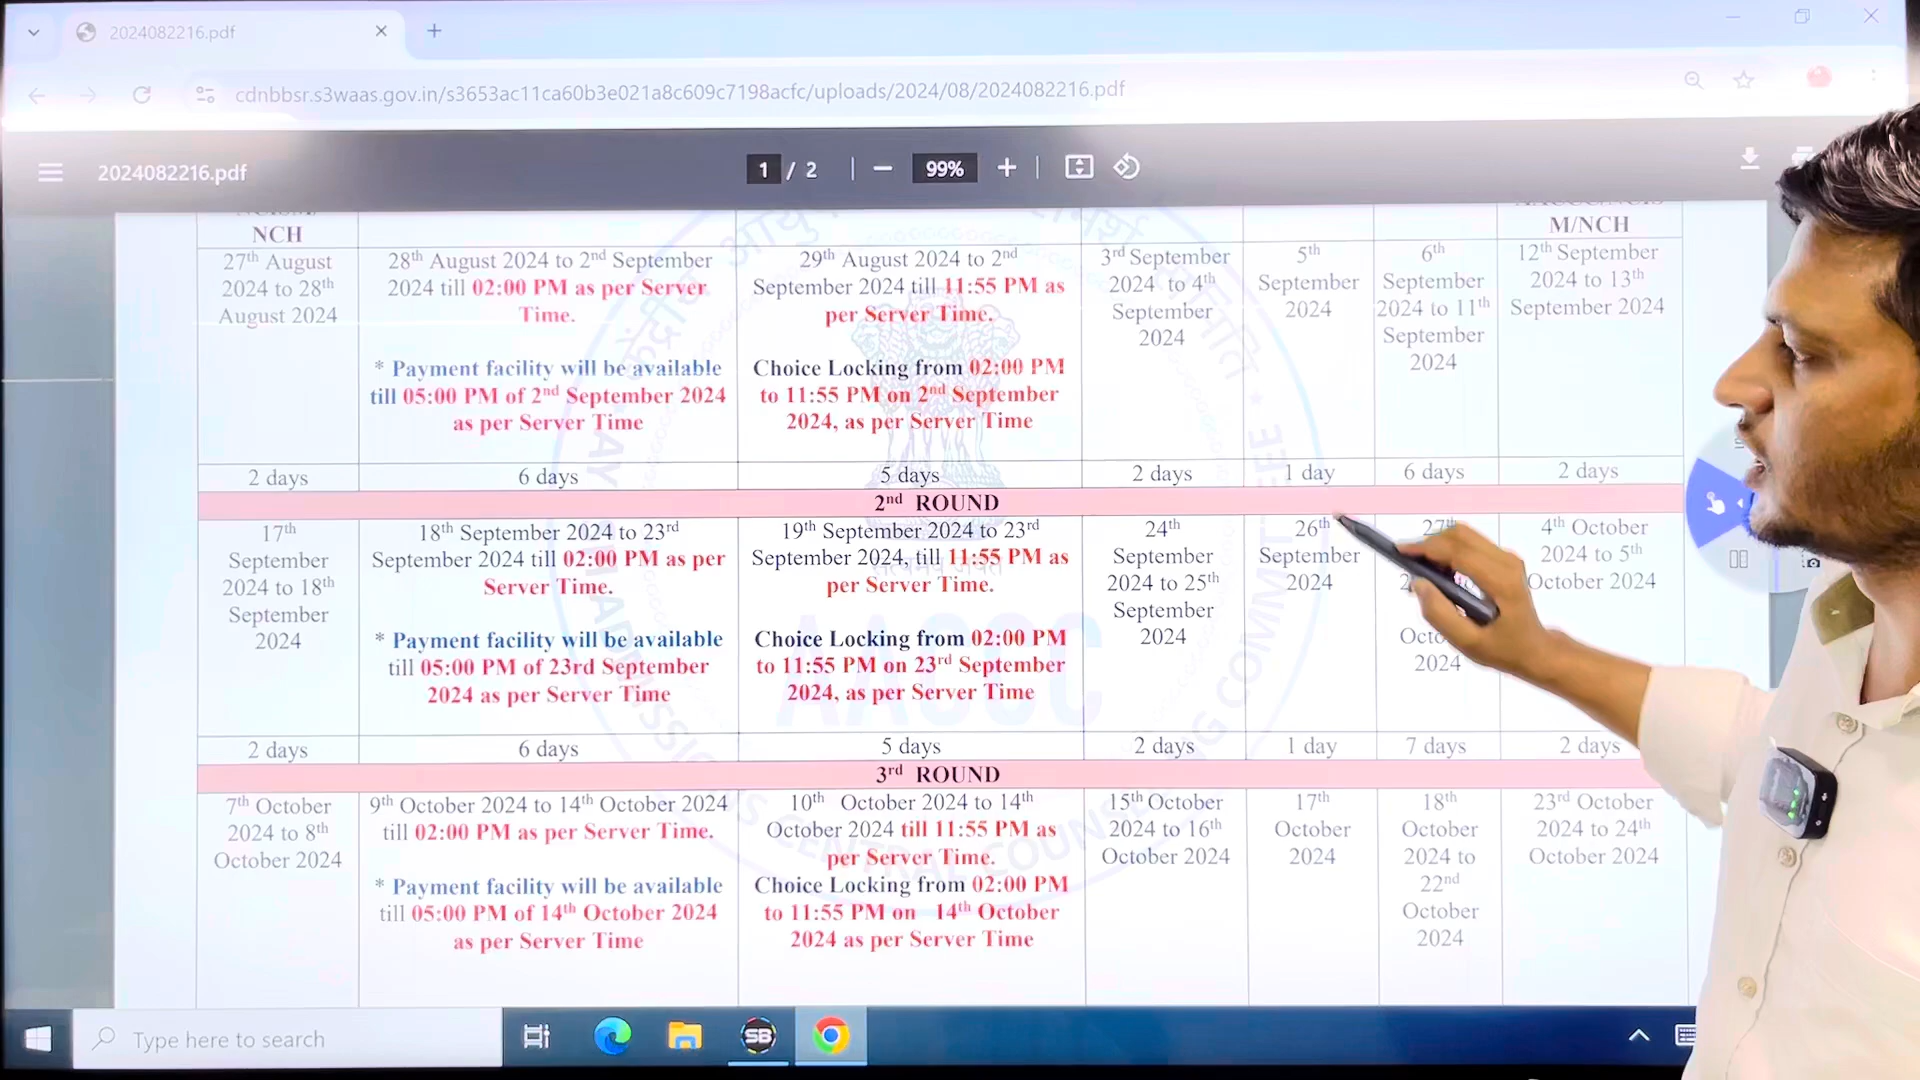 2024082216.pdf
cdnbbsr.s3waas.gov.in/s3653ac11ca60b3e021a8c609c7198acfc/uploads/2024/08/2024082216.pdf
2024082216.pdf
1 / 2
99%
NCH
M/NCH
27th August
2024 to 28th
August 2024
28th August 2024 to 2nd September
2024 till 02:00 PM as per Server
Time.
* Payment facility will be available
till 05:00 PM of 2nd September 2024
as per Server Time
29th August 2024 to 2nd
September 2024 till 11:55 PM as
per Server Time.
Choice Locking from 02:00 PM
to 11:55 PM on 2nd September
2024, as per Server Time
3rd September
2024 to 4th
September
2024
5th
September
2024
6th
September
2024 to 11th
September
2024
12th September
2024 to 13th
September 2024
2 days
6 days
5 days
2 days
1 day
6 days
2 days
2nd ROUND
17th
September
2024 to 18th
September
2024
18th September 2024 to 23rd
September 2024 till 02:00 PM as per
Server Time.
* Payment facility will be available
till 05:00 PM of 23rd September
2024 as per Server Time
19th September 2024 to 23rd
September 2024, till 11:55 PM as
per Server Time.
Choice Locking from 02:00 PM
to 11:55 PM on 23rd September
2024, as per Server Time
24th
September
2024 to 25th
September
2024
26th
September
2024
27th
2024
4th October
2024 to 5th
October 2024
2 days
6 days
5 days
2 days
1 day
7 days
2 days
3rd ROUND
7th October
2024 to 8th
October 2024
9th October 2024 to 14th October 2024
till 02:00 PM as per Server Time.
* Payment facility will be available
till 05:00 PM of 14th October 2024
as per Server Time
10th October 2024 to 14th
October 2024 till 11:55 PM as
per Server Time.
Choice Locking from 02:00 PM
to 11:55 PM on 14th October
2024 as per Server Time
15th October
2024 to 16th
October 2024
17th
October
2024
18th
October
2024 to
22nd
October
2024
23rd October
2024 to 24th
October 2024
AACCC
Type here to search
SB